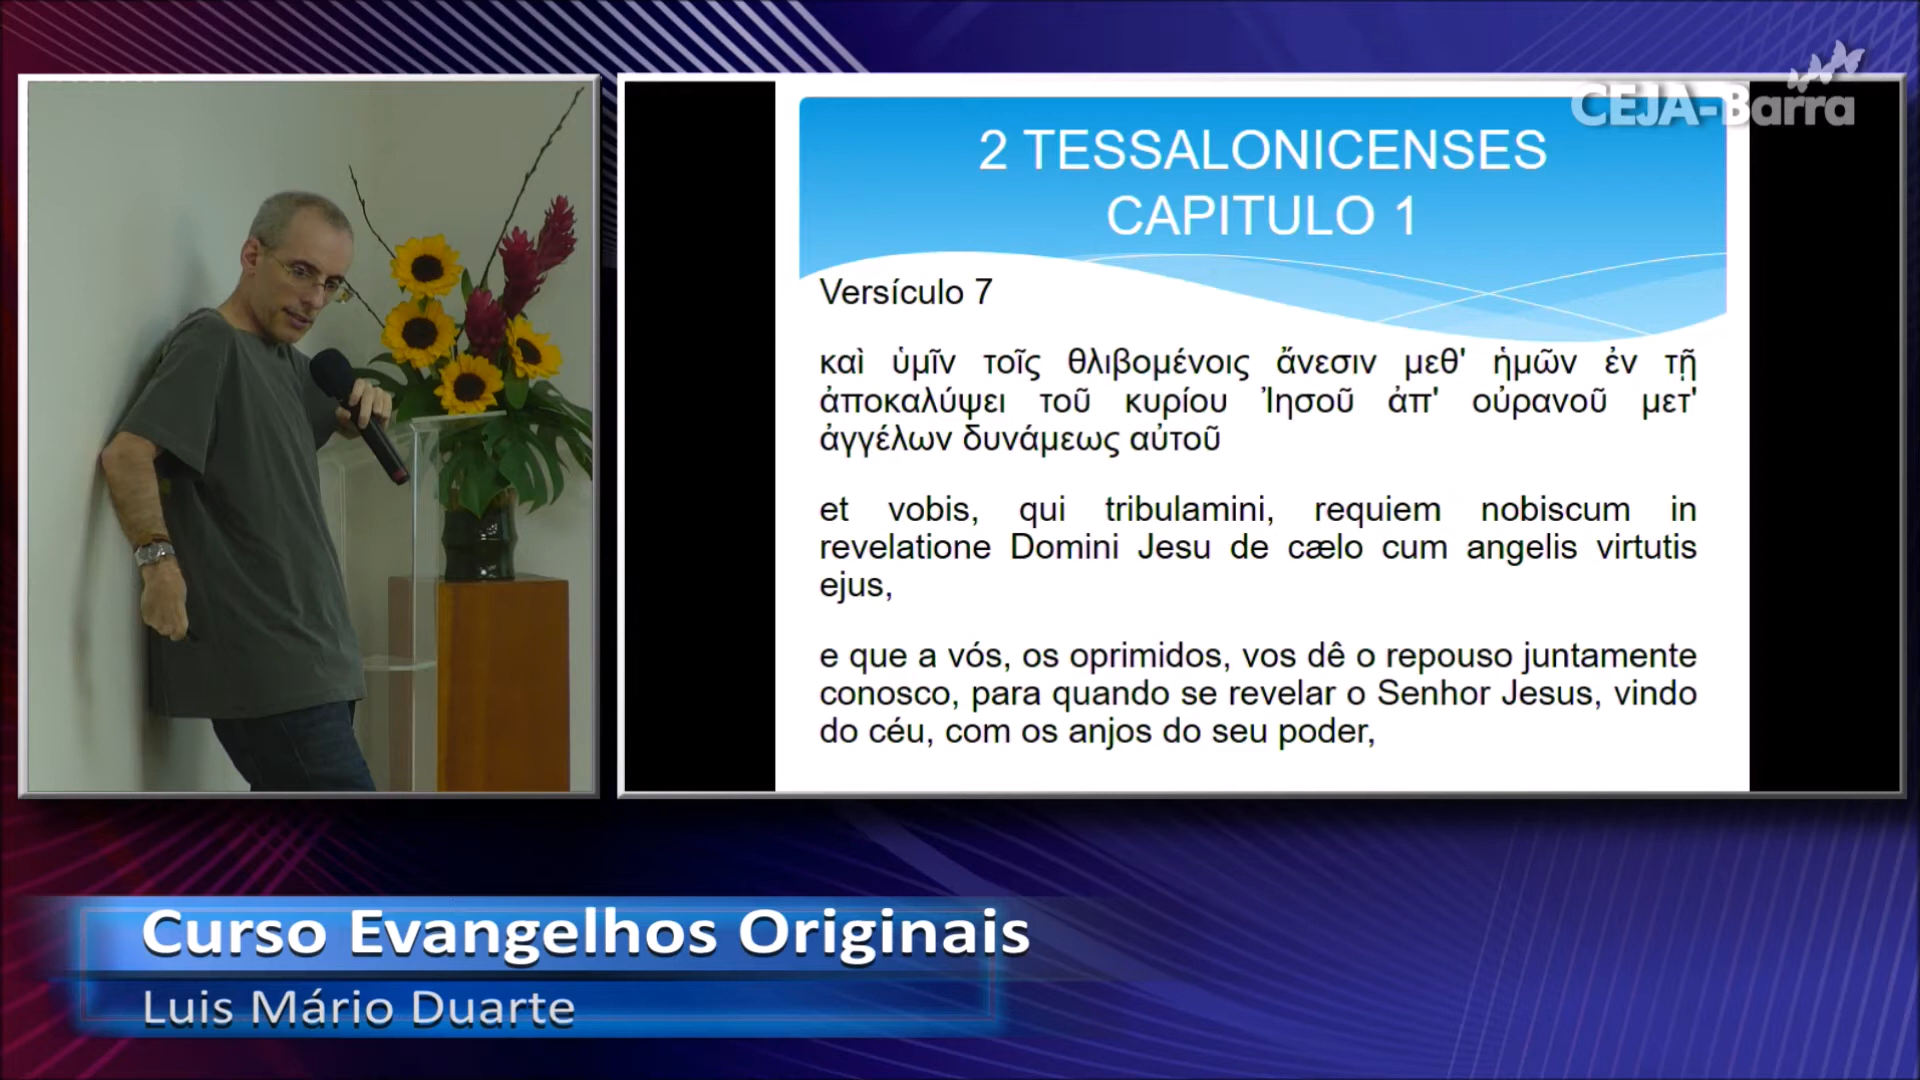 CEJA-Barra
2 TESSALONICENSES
CAPITULO 1
Versículo 7
καὶ ὑμῖν τοῖς θλιβομένοις ἄνεσιν μεθ' ἡμῶν ἐν τῇ
ἀποκαλύψει τοῦ κυρίου Ἰησοῦ ἀπ' οὐρανοῦ μετ'
ἀγγέλων δυνάμεως αὐτοῦ
et vobis, qui tribulamini, requiem nobiscum in
revelatione Domini Jesu de cælo cum angelis virtutis
ejus,
e que a vós, os oprimidos, vos dê o repouso juntamente
conosco, para quando se revelar o Senhor Jesus, vindo
do céu, com os anjos do seu poder,
Curso Evangelhos Originais
Luis Mário Duarte